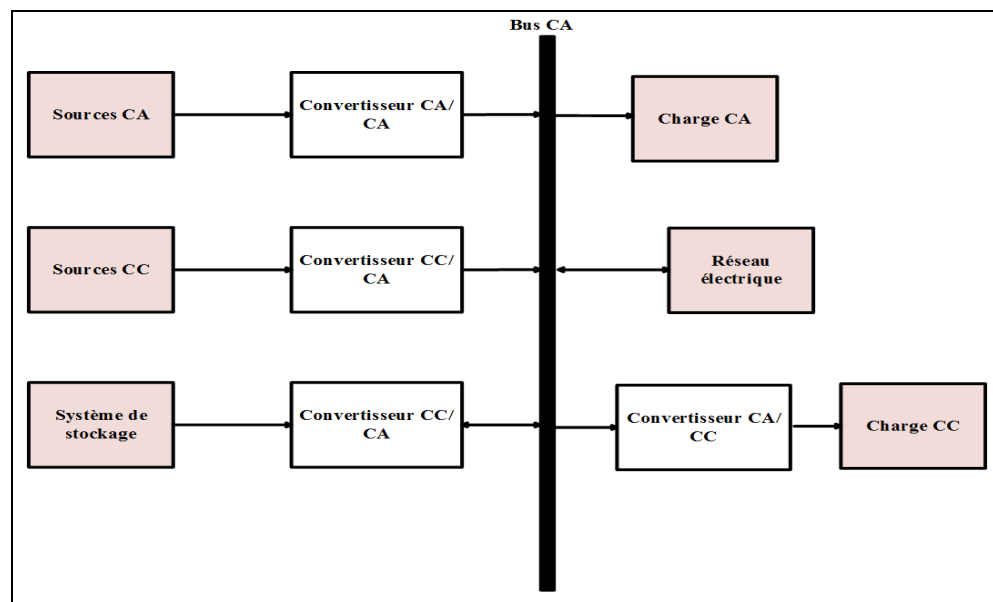 Bus CA
Sources CA
Convertisseur CA/
CA
Charge CA
Sources CC
Convertisseur CC/
CA
Réseau
électrique
Système de
stockage
Convertisseur CC/
CA
Convertisseur CA/
CC
Charge CC